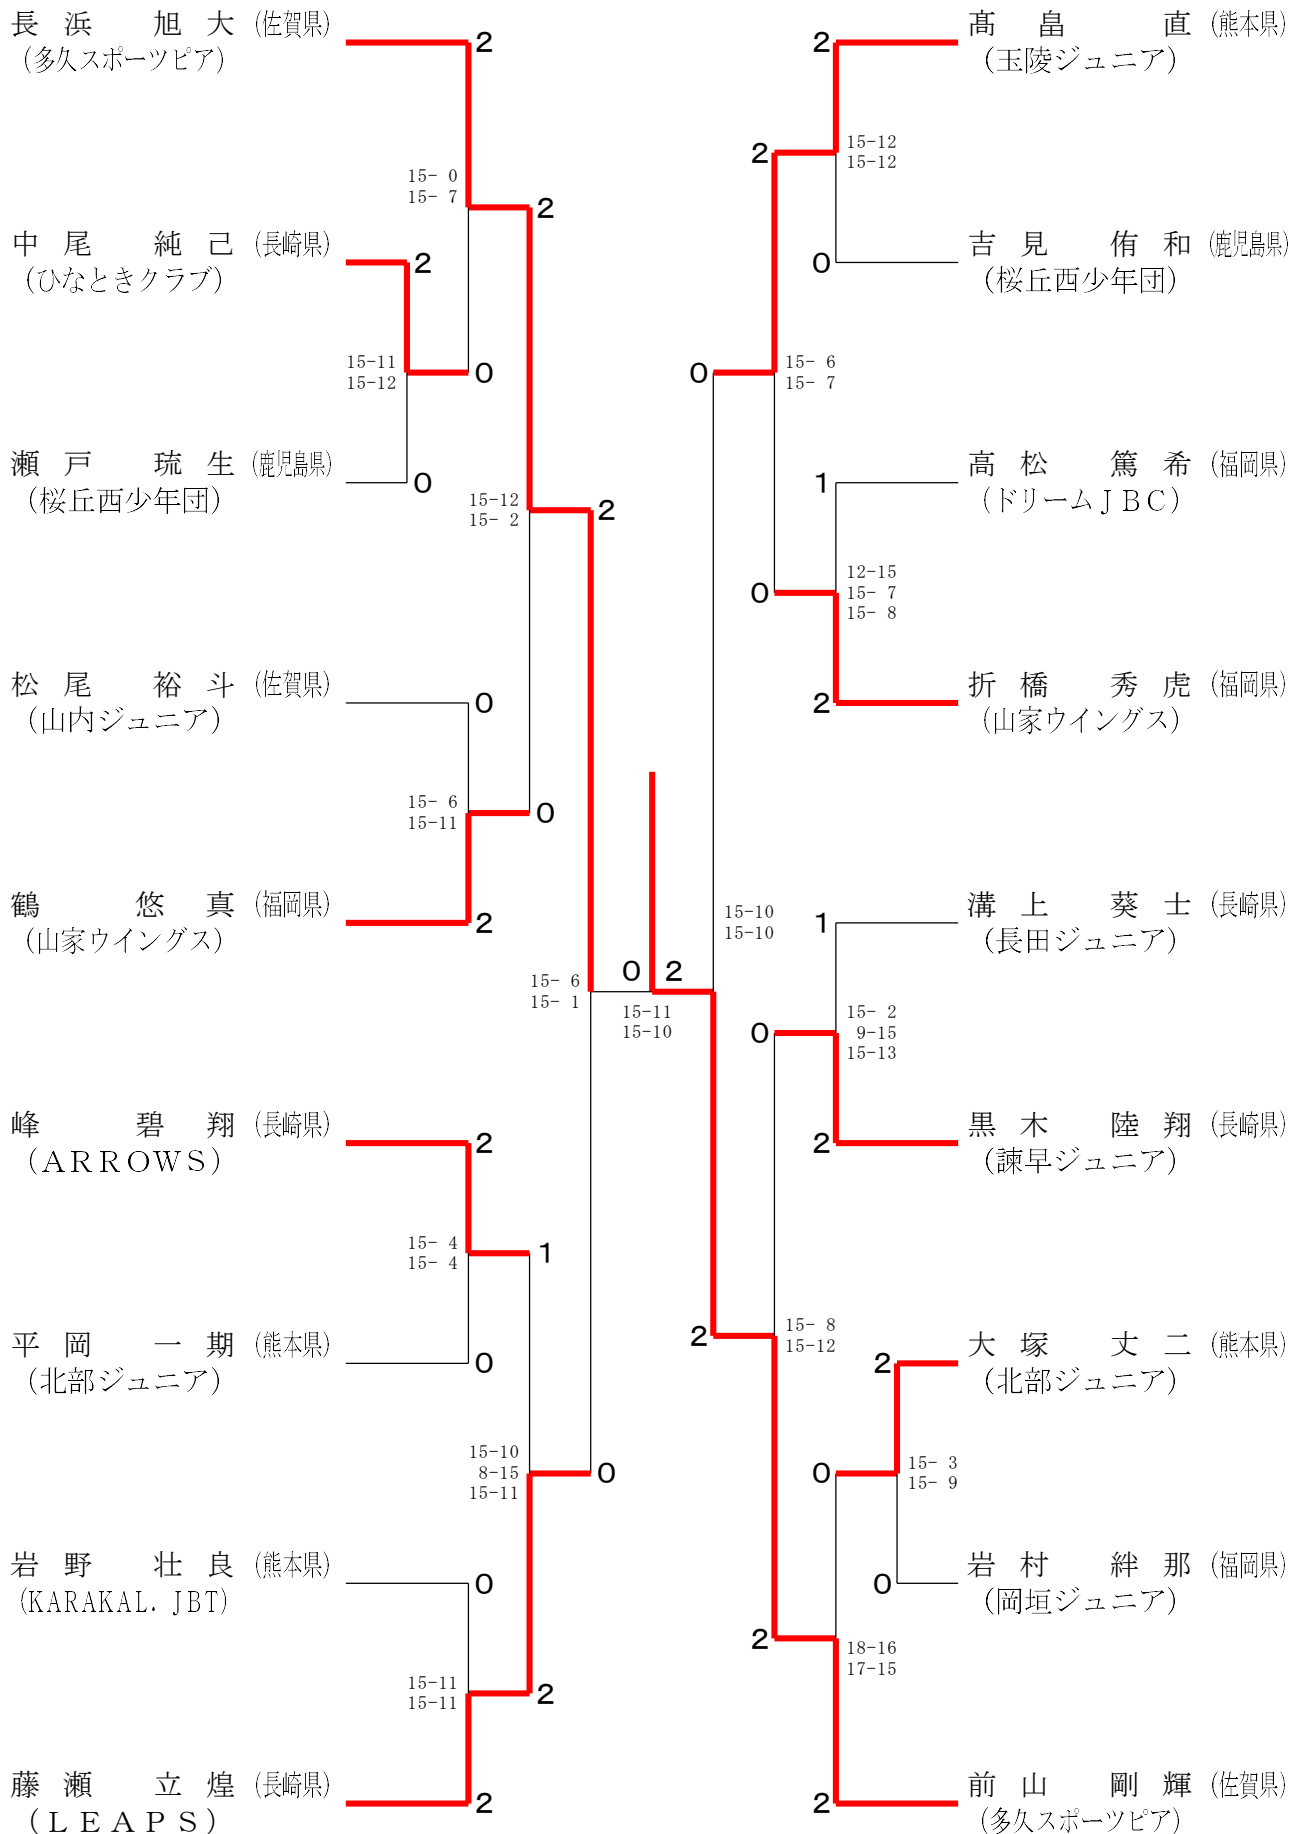 長浜 旭大 (佐賀県)
(多久スポーツピア)
2
15- 0
15- 7
2
中尾 純己 (長崎県)
(ひなときクラブ)
2
15-11
15-12
0
瀬戸 琉生 (鹿児島県)
(桜丘西少年団)
0
15-12
15- 2
2
松尾 裕斗 (佐賀県)
(山内ジュニア)
0
15- 6
15-11
0
鶴 悠真 (福岡県)
(山家ウイングス)
2
15- 6
15- 1
0 2
15-11
15-10
峰 碧翔 (長崎県)
(ARROWS)
2
15- 4
15- 4
1
平岡 一期 (熊本県)
(北部ジュニア)
0
15-10
8-15
15-11
0
岩野 壮良 (熊本県)
(KARAKAL. JBT)
0
15-11
15-11
2
藤瀬 立煌 (長崎県)
(LEAPS)
2
2
髙畠 直 (熊本県)
(玉陵ジュニア)
2
15-12
15-12
0
吉見 侑和 (鹿児島県)
(桜丘西少年団)
0
15- 6
15- 7
1
高松 篤希 (福岡県)
(ドリームJBC)
0
12-15
15- 7
15- 8
2
折橋 秀虎 (福岡県)
(山家ウイングス)
15-10
15-10
1
溝上 葵士 (長崎県)
(長田ジュニア)
0
15- 2
9-15
15-13
2
黒木 陸翔 (長崎県)
(諫早ジュニア)
2
15- 8
15-12
2
大塚 丈二 (熊本県)
(北部ジュニア)
0
15- 3
15- 9
0
岩村 絆那 (福岡県)
(岡垣ジュニア)
2
18-16
17-15
2
前山 剛輝 (佐賀県)
(多久スポーツピア)